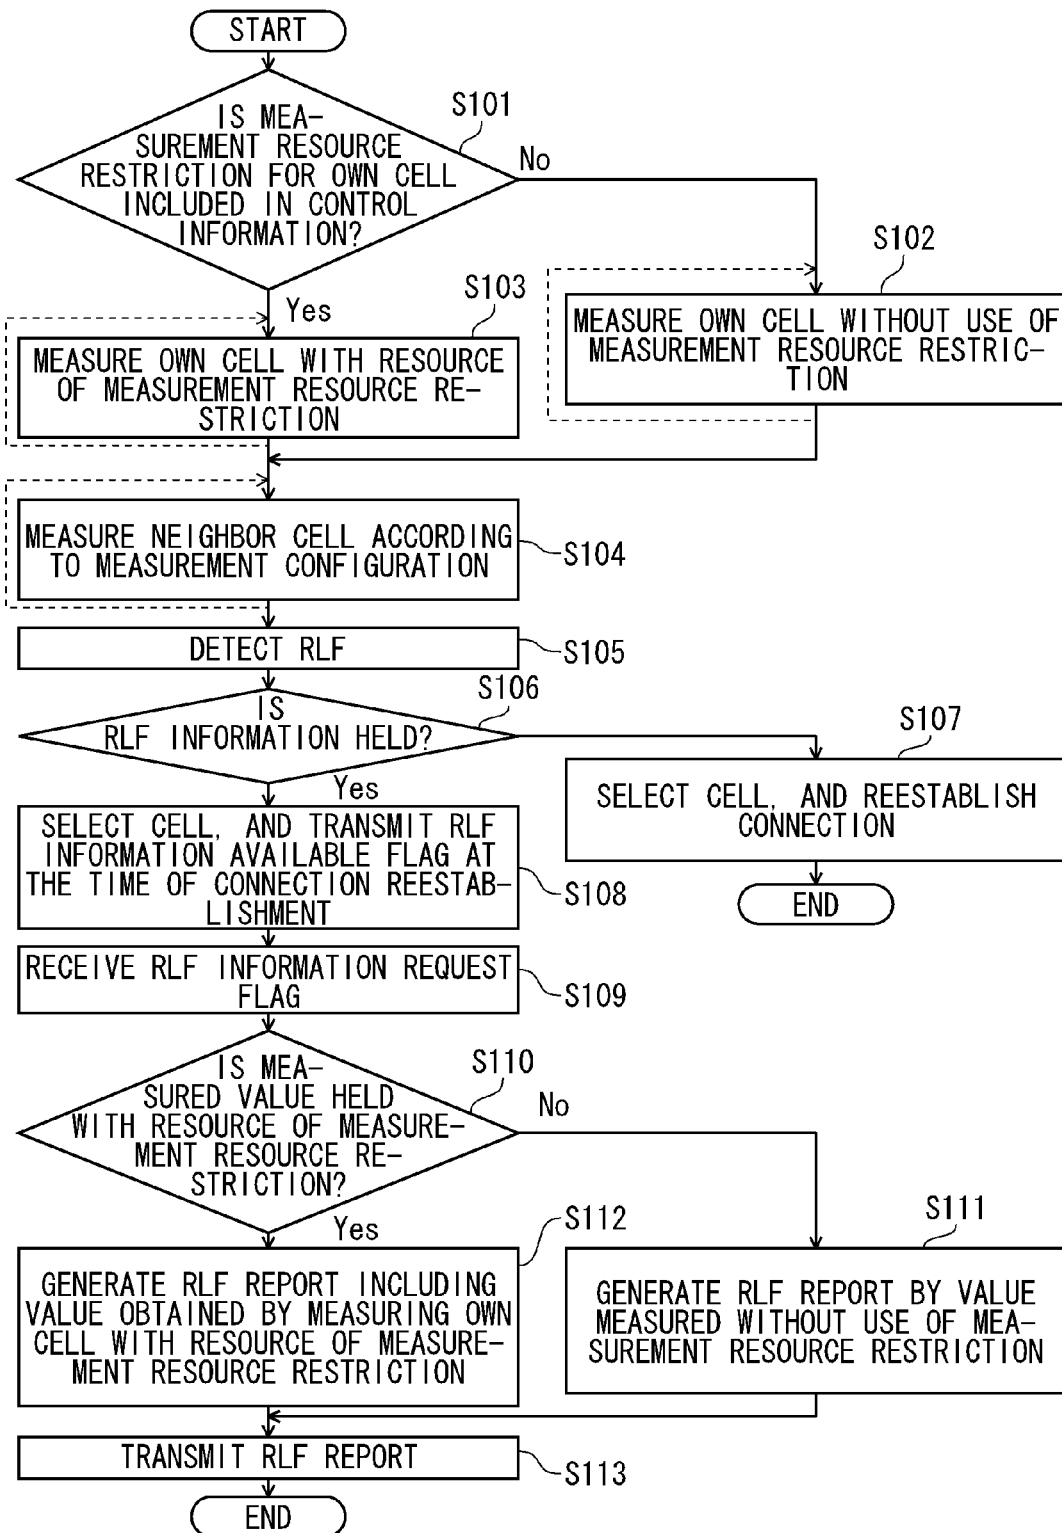 START
S101
IS MEA-
SUREMENT RESOURCE
RESTRICTION FOR OWN CELL
INCLUDED IN CONTROL
INFORMATION?
No
Yes
S102
MEASURE OWN CELL WITHOUT USE OF
MEASUREMENT RESOURCE RESTRIC-
TION
S103
MEASURE OWN CELL WITH RESOURCE
OF MEASUREMENT RESOURCE RE-
STRICTION
MEASURE NEIGHBOR CELL ACCORDING
TO MEASUREMENT CONFIGURATION
S104
DETECT RLF
S105
S106
IS
RLF INFORMATION HELD?
Yes
S107
SELECT CELL, AND REESTABLISH
CONNECTION
END
SELECT CELL, AND TRANSMIT RLF
INFORMATION AVAILABLE FLAG AT
THE TIME OF CONNECTION REESTAB-
LISHMENT
S108
RECEIVE RLF INFORMATION REQUEST
FLAG
S109
S110
IS MEA-
SURED VALUE HELD
WITH RESOURCE OF MEASURE-
MENT RESOURCE RE-
STRICTION?
No
Yes
S111
GENERATE RLF REPORT BY VALUE
MEASURED WITHOUT USE OF MEA-
SUREMENT RESOURCE RESTRICTION
S112
GENERATE RLF REPORT INCLUDING
VALUE OBTAINED BY MEASURING OWN
CELL WITH RESOURCE OF MEASURE-
MENT RESOURCE RESTRICTION
TRANSMIT RLF REPORT
S113
END